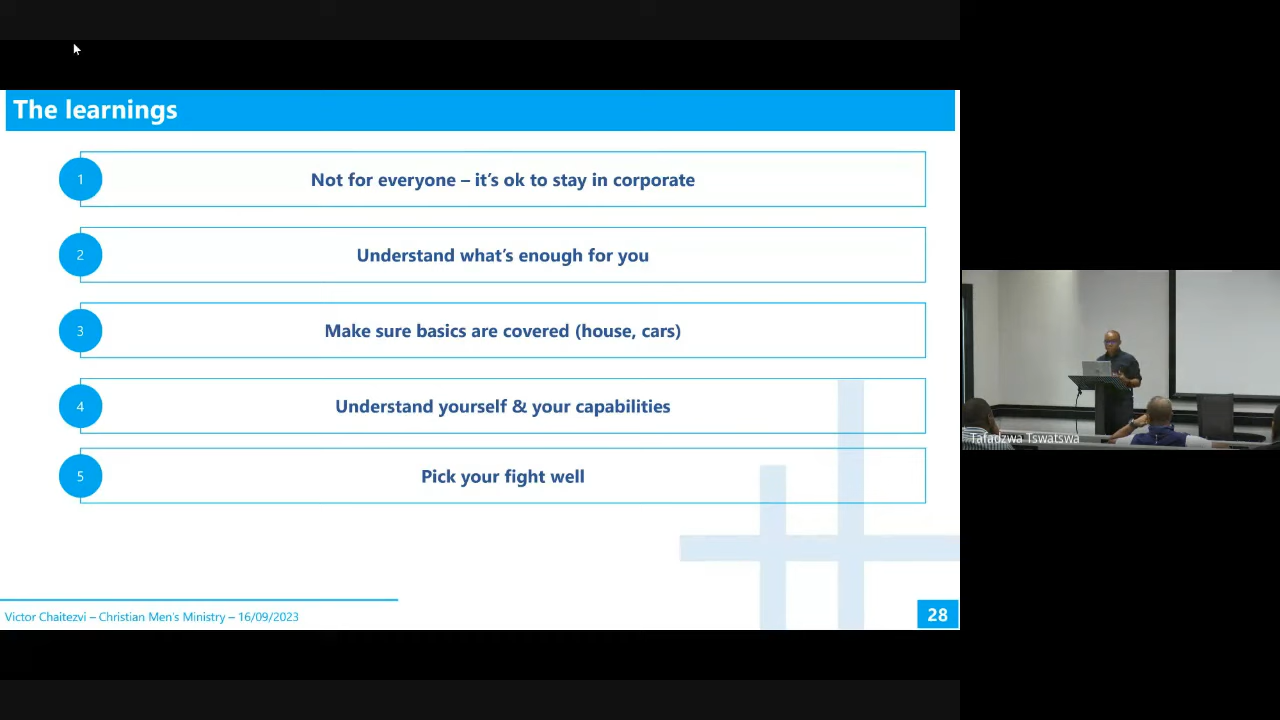 The learnings
1
Not for everyone – it's ok to stay in corporate
2
Understand what's enough for you
3
Make sure basics are covered (house, cars)
4
Understand yourself & your capabilities
5
Pick your fight well
Victor Chaitezvi – Christian Men's Ministry – 16/09/2023
28
Tafadzwa Tswatswa